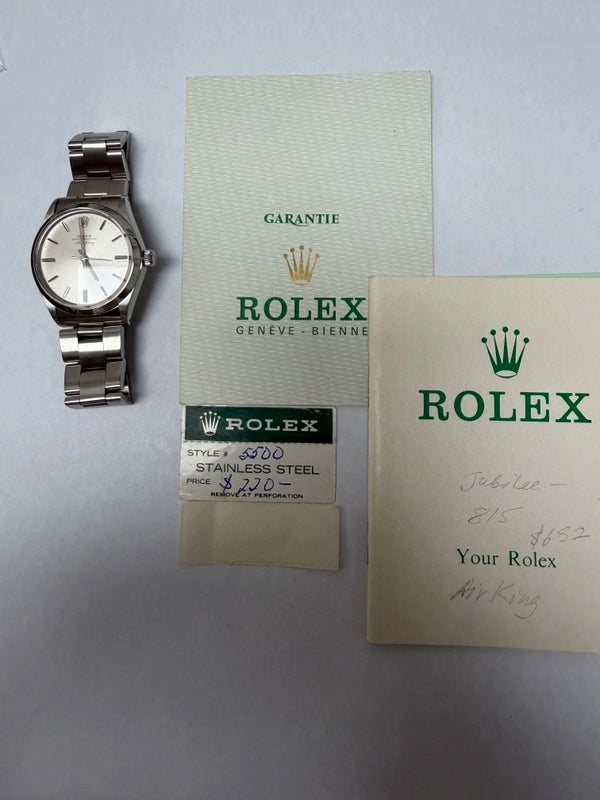 GARANTIE
ROLEX
GENÈVE - BIENNE
ROLEX
STYLE # 5500
STAINLESS STEEL
PRICE $ 220-
REMOVE AT PERFORATION
ROLEX
Jubilee -
815
$652
Your Rolex
Air King